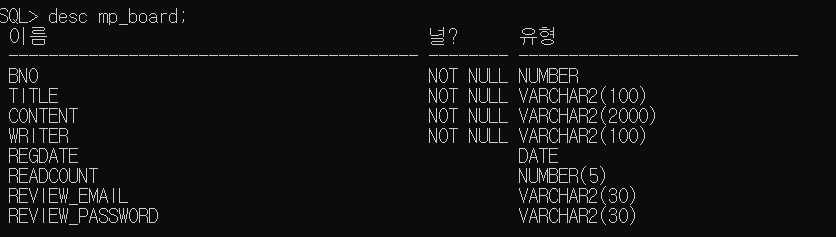 SQL> desc mp_board;
이름 널? 유형
----------------------------------------- -------- ----------------------------
BNO NOT NULL NUMBER
TITLE NOT NULL VARCHAR2(100)
CONTENT NOT NULL VARCHAR2(2000)
WRITER NOT NULL VARCHAR2(100)
REGDATE DATE
READCOUNT NUMBER(5)
REVIEW_EMAIL VARCHAR2(30)
REVIEW_PASSWORD VARCHAR2(30)